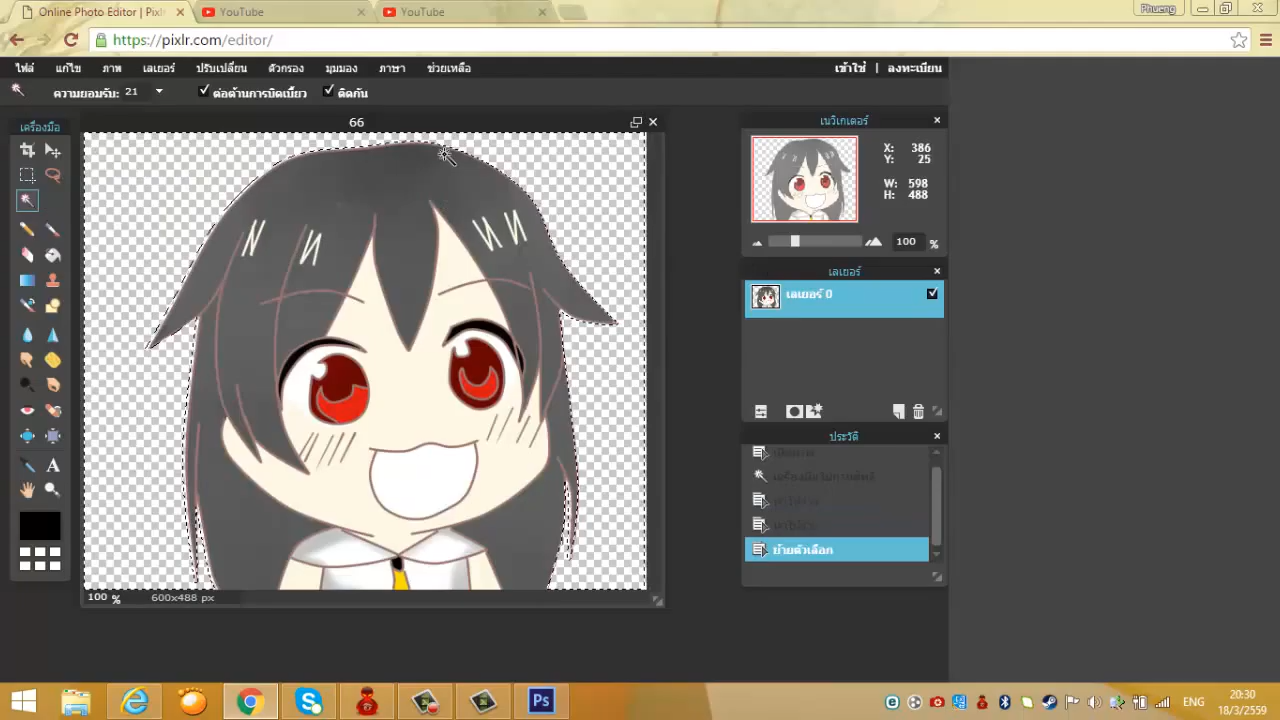 Online Photo Editor | Pixlr
YouTube
YouTube
Phueng
https://pixlr.com/editor/
ไฟล์ แก้ไข ภาพ เลเยอร์ ปรับเปลี่ยน ตัวกรอง มุมมอง ภาษา ช่วยเหลือ
เข้าใช้ | ลงทะเบียน
ความยอมรับ: 21 ต่อต้านการบิดเบี้ยว ติดกัน
เครื่องมือ
66
เนวิเกเตอร์
X: 386
Y: 25
W: 598
H: 488
100 %
เลเยอร์
เลเยอร์ 0
ประวัติ
ย้ายตัวเลือก
100 % 600x488 px
A
Ps
ENG
20:30
18/3/2559